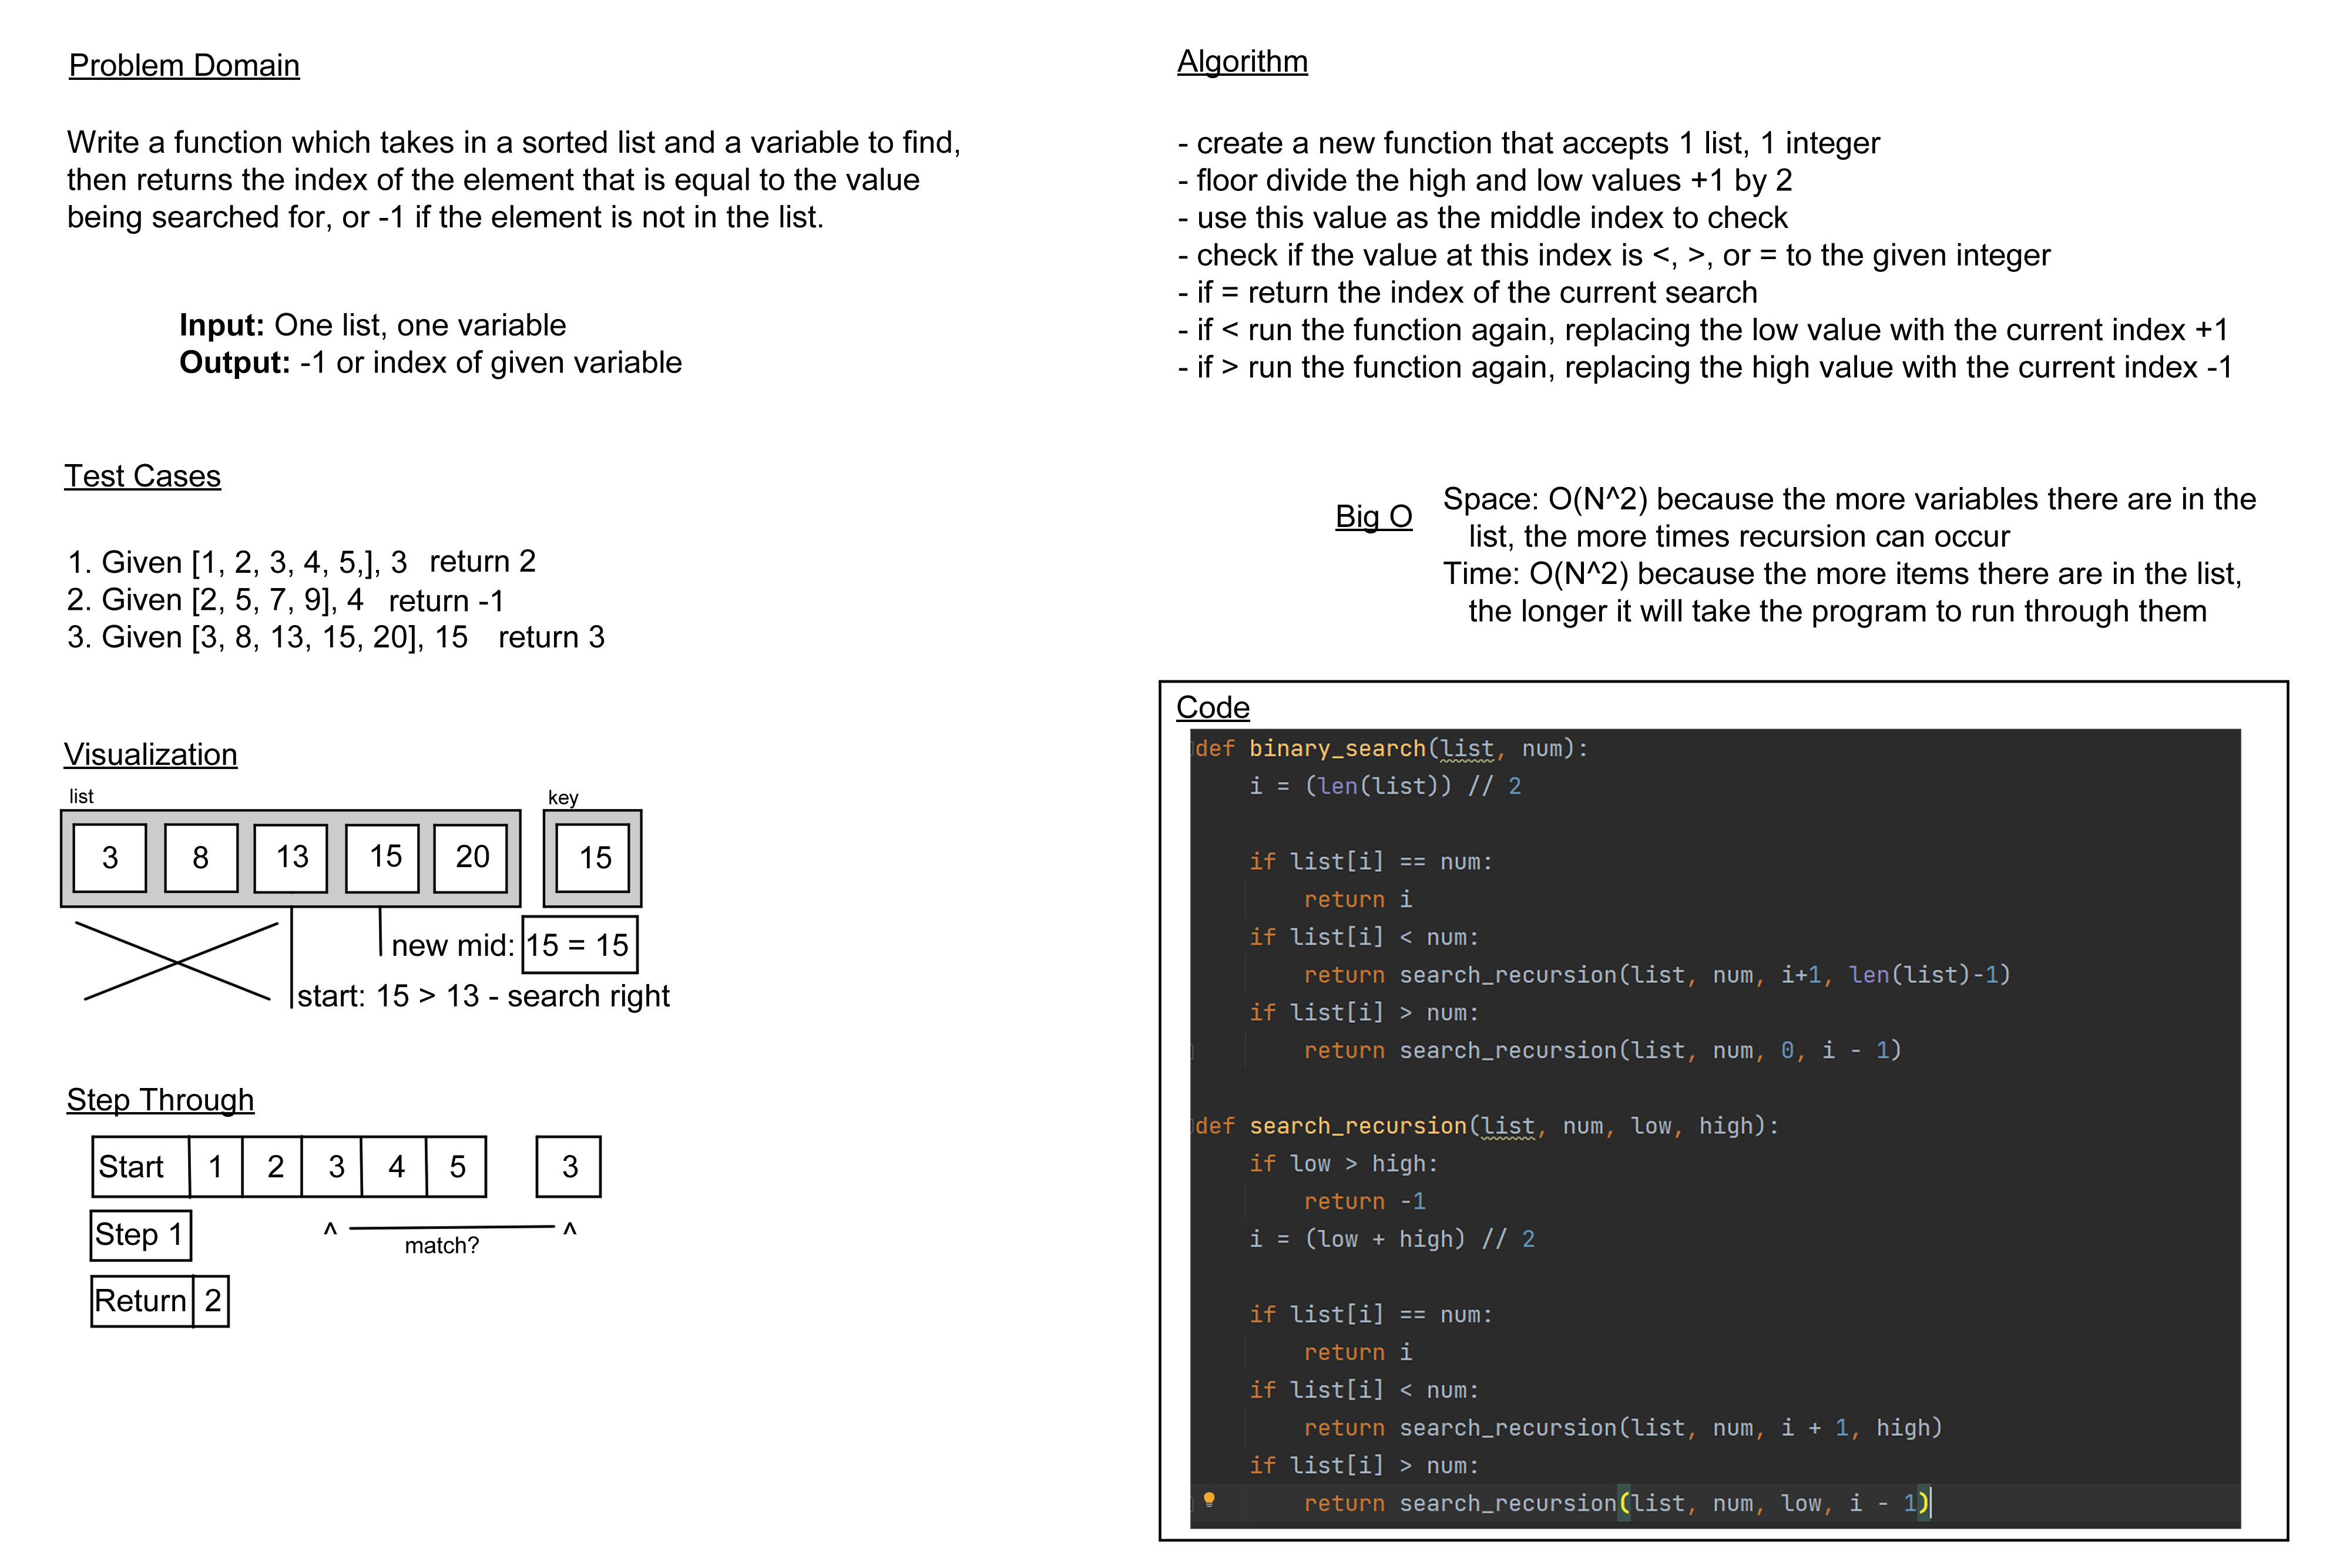 Problem Domain
Write a function which takes in a sorted list and a variable to find,
then returns the index of the element that is equal to the value
being searched for, or -1 if the element is not in the list.
Input: One list, one variable
Output: -1 or index of given variable
Test Cases
1. Given [1, 2, 3, 4, 5,], 3 return 2
2. Given [2, 5, 7, 9], 4 return -1
3. Given [3, 8, 13, 15, 20], 15 return 3
Visualization
list key
3 8 13 15 20 15
new mid: 15 = 15
start: 15 > 13 - search right
Step Through
Start 1 2 3 4 5 3
Step 1 ^ ^
match?
Return 2
Algorithm
- create a new function that accepts 1 list, 1 integer
- floor divide the high and low values +1 by 2
- use this value as the middle index to check
- check if the value at this index is <, >, or = to the given integer
- if = return the index of the current search
- if < run the function again, replacing the low value with the current index +1
- if > run the function again, replacing the high value with the current index -1
Big O
Space: O(N^2) because the more variables there are in the
list, the more times recursion can occur
Time: O(N^2) because the more items there are in the list,
the longer it will take the program to run through them
Code
def binary_search(list, num):
    i = (len(list)) // 2
    if list[i] == num:
        return i
    if list[i] < num:
        return search_recursion(list, num, i+1, len(list)-1)
    if list[i] > num:
        return search_recursion(list, num, 0, i - 1)
def search_recursion(list, num, low, high):
    if low > high:
        return -1
    i = (low + high) // 2
    if list[i] == num:
        return i
    if list[i] < num:
        return search_recursion(list, num, i + 1, high)
    if list[i] > num:
        return search_recursion(list, num, low, i - 1)